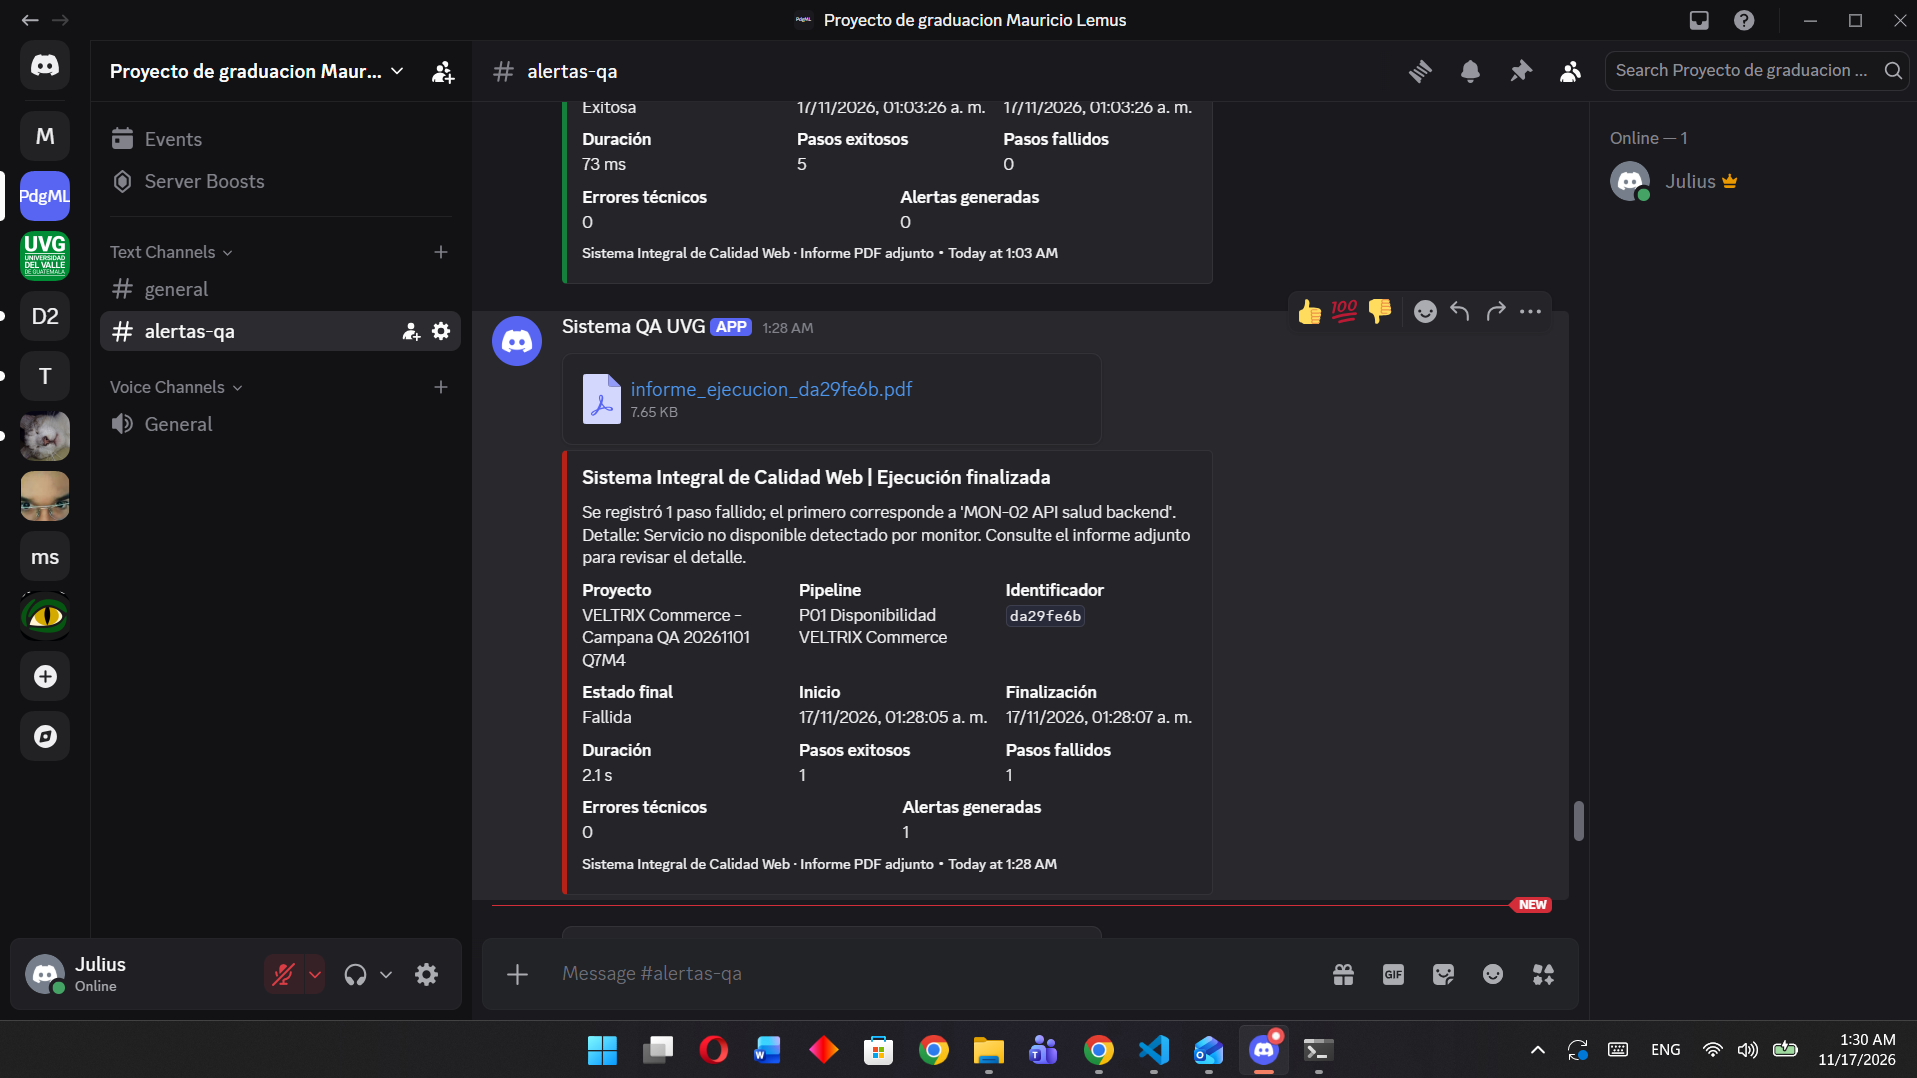 Proyecto de graduacion Mauricio Lemus
Proyecto de graduacion Maur...
Events
Server Boosts
Text Channels
general
alertas-qa
Voice Channels
General
M
PdgML
UVG
UNIVERSIDAD
DEL VALLE
DE GUATEMALA
D2
T
ms
Julius
Online
# alertas-qa
Search Proyecto de graduacion ...
Exitosa
17/11/2026, 01:03:26 a. m.
17/11/2026, 01:03:26 a. m.
Duración
Pasos exitosos
Pasos fallidos
73 ms
5
0
Errores técnicos
Alertas generadas
0
0
Sistema Integral de Calidad Web · Informe PDF adjunto • Today at 1:03 AM
Sistema QA UVG APP 1:28 AM
informe_ejecucion_da29fe6b.pdf
7.65 KB
Sistema Integral de Calidad Web | Ejecución finalizada
Se registró 1 paso fallido; el primero corresponde a 'MON-02 API salud backend'.
Detalle: Servicio no disponible detectado por monitor. Consulte el informe adjunto
para revisar el detalle.
Proyecto
Pipeline
Identificador
VELTRIX Commerce -
Campana QA 20261101
Q7M4
P01 Disponibilidad
VELTRIX Commerce
da29fe6b
Estado final
Inicio
Finalización
Fallida
17/11/2026, 01:28:05 a. m.
17/11/2026, 01:28:07 a. m.
Duración
Pasos exitosos
Pasos fallidos
2.1 s
1
1
Errores técnicos
Alertas generadas
0
1
Sistema Integral de Calidad Web · Informe PDF adjunto • Today at 1:28 AM
NEW
Message #alertas-qa
GIF
Online — 1
Julius
ENG
1:30 AM
11/17/2026